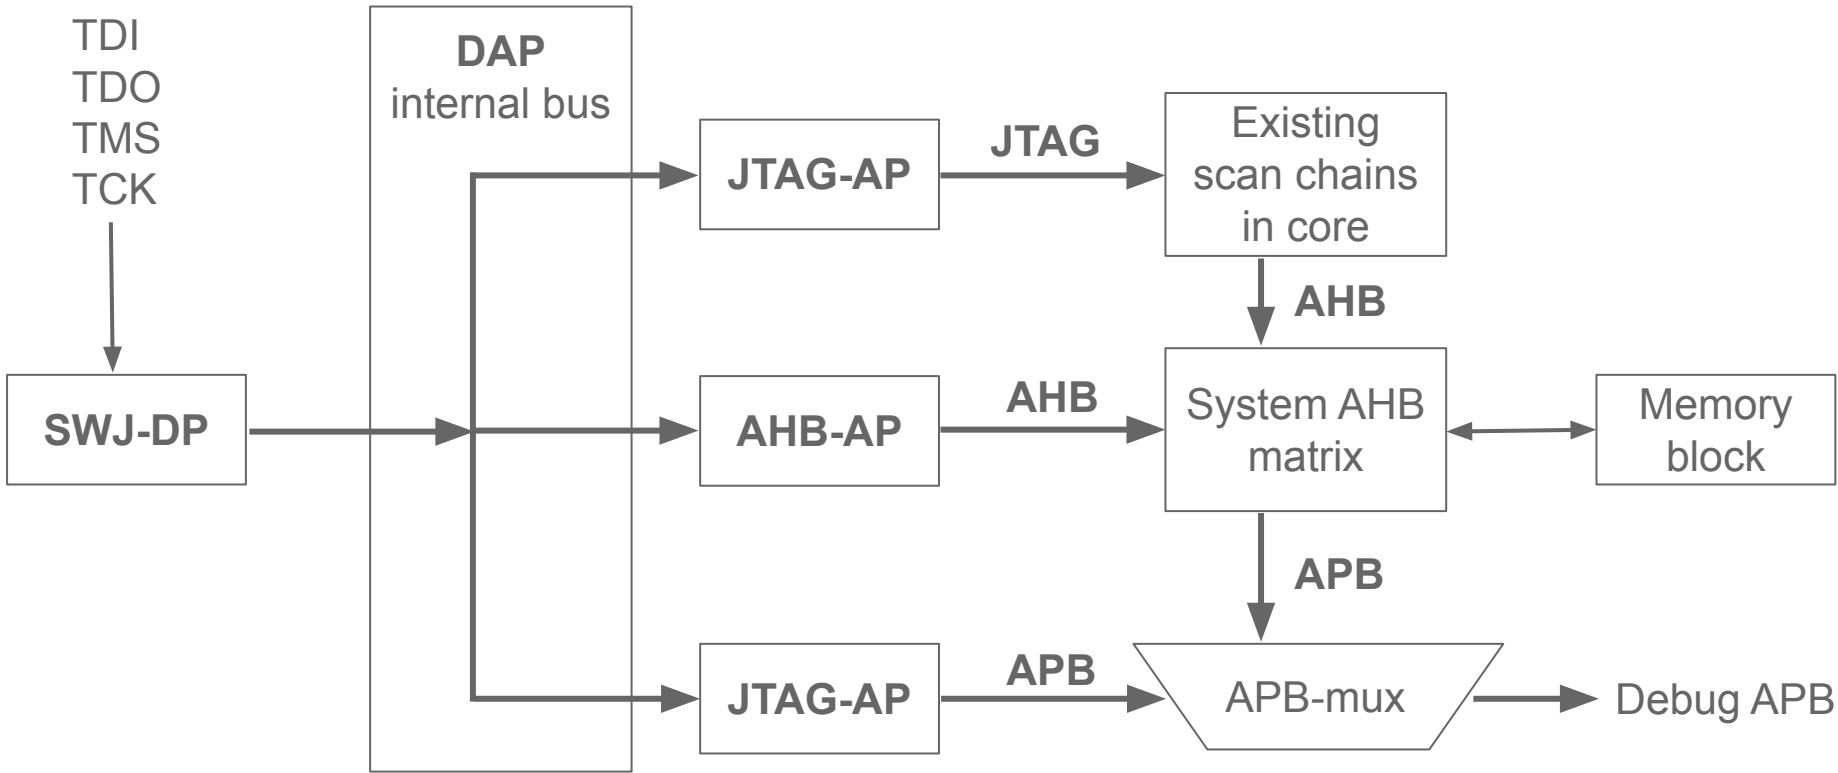 TDI
TDO
TMS
TCK
DAP
internal bus
JTAG-AP
JTAG
Existing
scan chains
in core
AHB
SWJ-DP
AHB-AP
AHB
System AHB
matrix
Memory
block
APB
JTAG-AP
APB
APB-mux
Debug APB